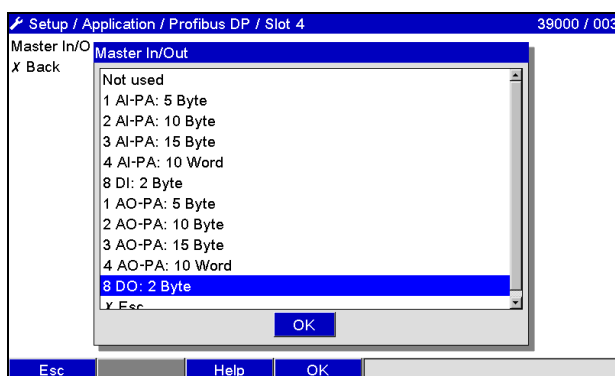 Setup / Application / Profibus DP / Slot 4 39000 / 003
Master In/O
X Back
Master In/Out
Not used
1 AI-PA: 5 Byte
2 AI-PA: 10 Byte
3 AI-PA: 15 Byte
4 AI-PA: 10 Word
8 DI: 2 Byte
1 AO-PA: 5 Byte
2 AO-PA: 10 Byte
3 AO-PA: 15 Byte
4 AO-PA: 10 Word
8 DO: 2 Byte
X Esc
OK
Esc Help OK